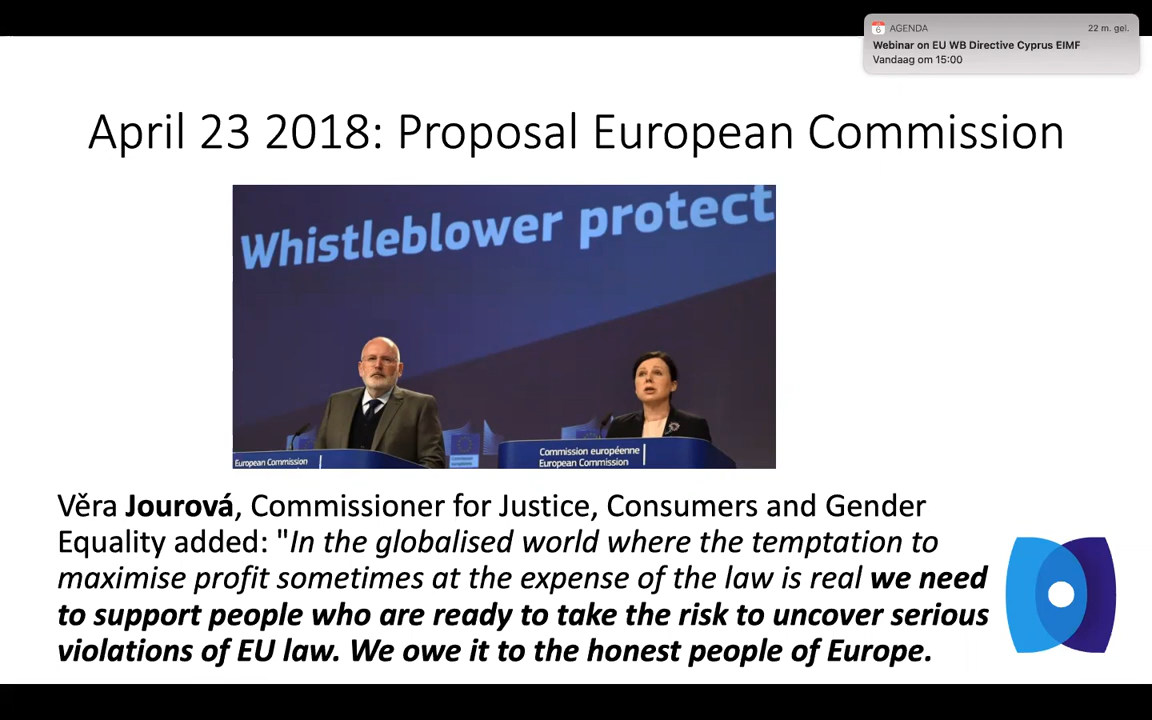 6
AGENDA
22 m. gel.
Webinar on EU WB Directive Cyprus EIMF
Vandaag om 15:00
April 23 2018: Proposal European Commission
Whistleblower protect
European Commission
Commission européenne
European Commission
Věra Jourová, Commissioner for Justice, Consumers and Gender
Equality added: "In the globalised world where the temptation to
maximise profit sometimes at the expense of the law is real we need
to support people who are ready to take the risk to uncover serious
violations of EU law. We owe it to the honest people of Europe.